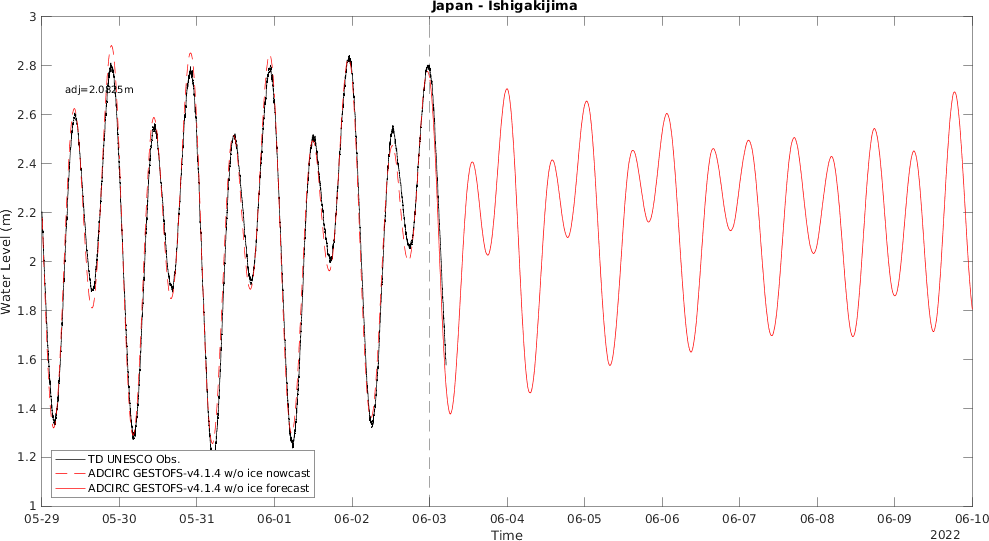 Japan - Ishigakijima
3
2.8
2.6
2.4
2.2
2
1.8
1.6
1.4
1.2
1
Water Level (m)
adj=2.0825m
TD UNESCO Obs.
ADCIRC GESTOFS-v4.1.4 w/o ice nowcast
ADCIRC GESTOFS-v4.1.4 w/o ice forecast
05-29 05-30 05-31 06-01 06-02 06-03 06-04 06-05 06-06 06-07 06-08 06-09 06-10
Time
2022